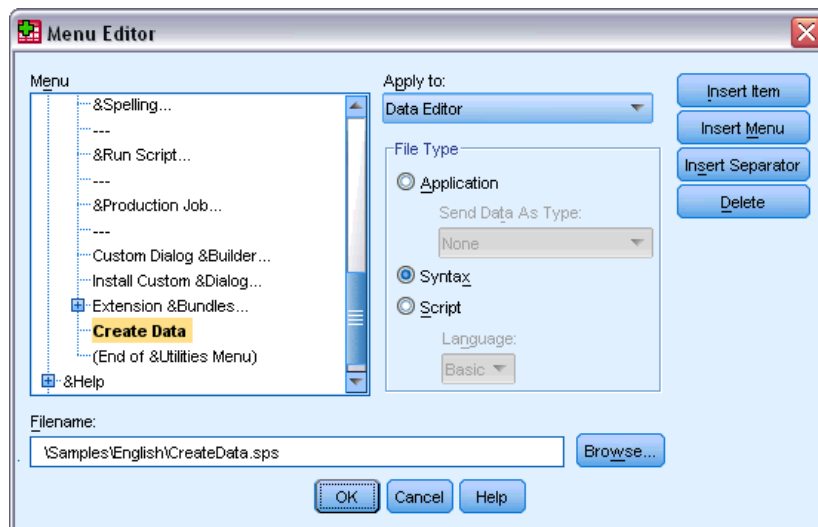 Menu Editor
Menu
&Spelling...
---
&Run Script...
---
&Production Job...
---
Custom Dialog &Builder...
Install Custom &Dialog...
Extension &Bundles...
Create Data
(End of &Utilities Menu)
&Help
Apply to:
Data Editor
File Type
Application
Send Data As Type:
None
Syntax
Script
Language:
Basic
Insert Item
Insert Menu
Insert Separator
Delete
Filename:
\Samples\English\CreateData.sps
Browse...
OK
Cancel
Help